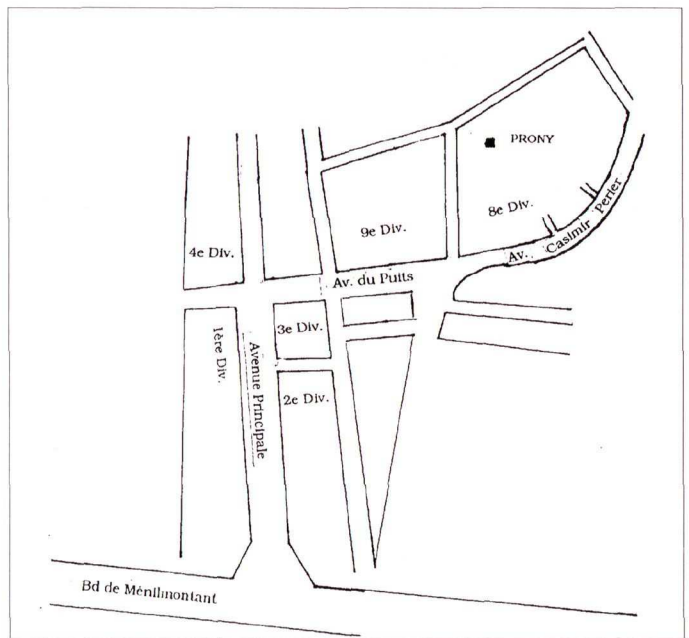 PRONY
8e Div.
9e Div.
4e Div.
Av. Casimir Perier
Av. du Puits
3e Div.
1ère Div.
Avenue Principale
2e Div.
Bd de Ménilmontant